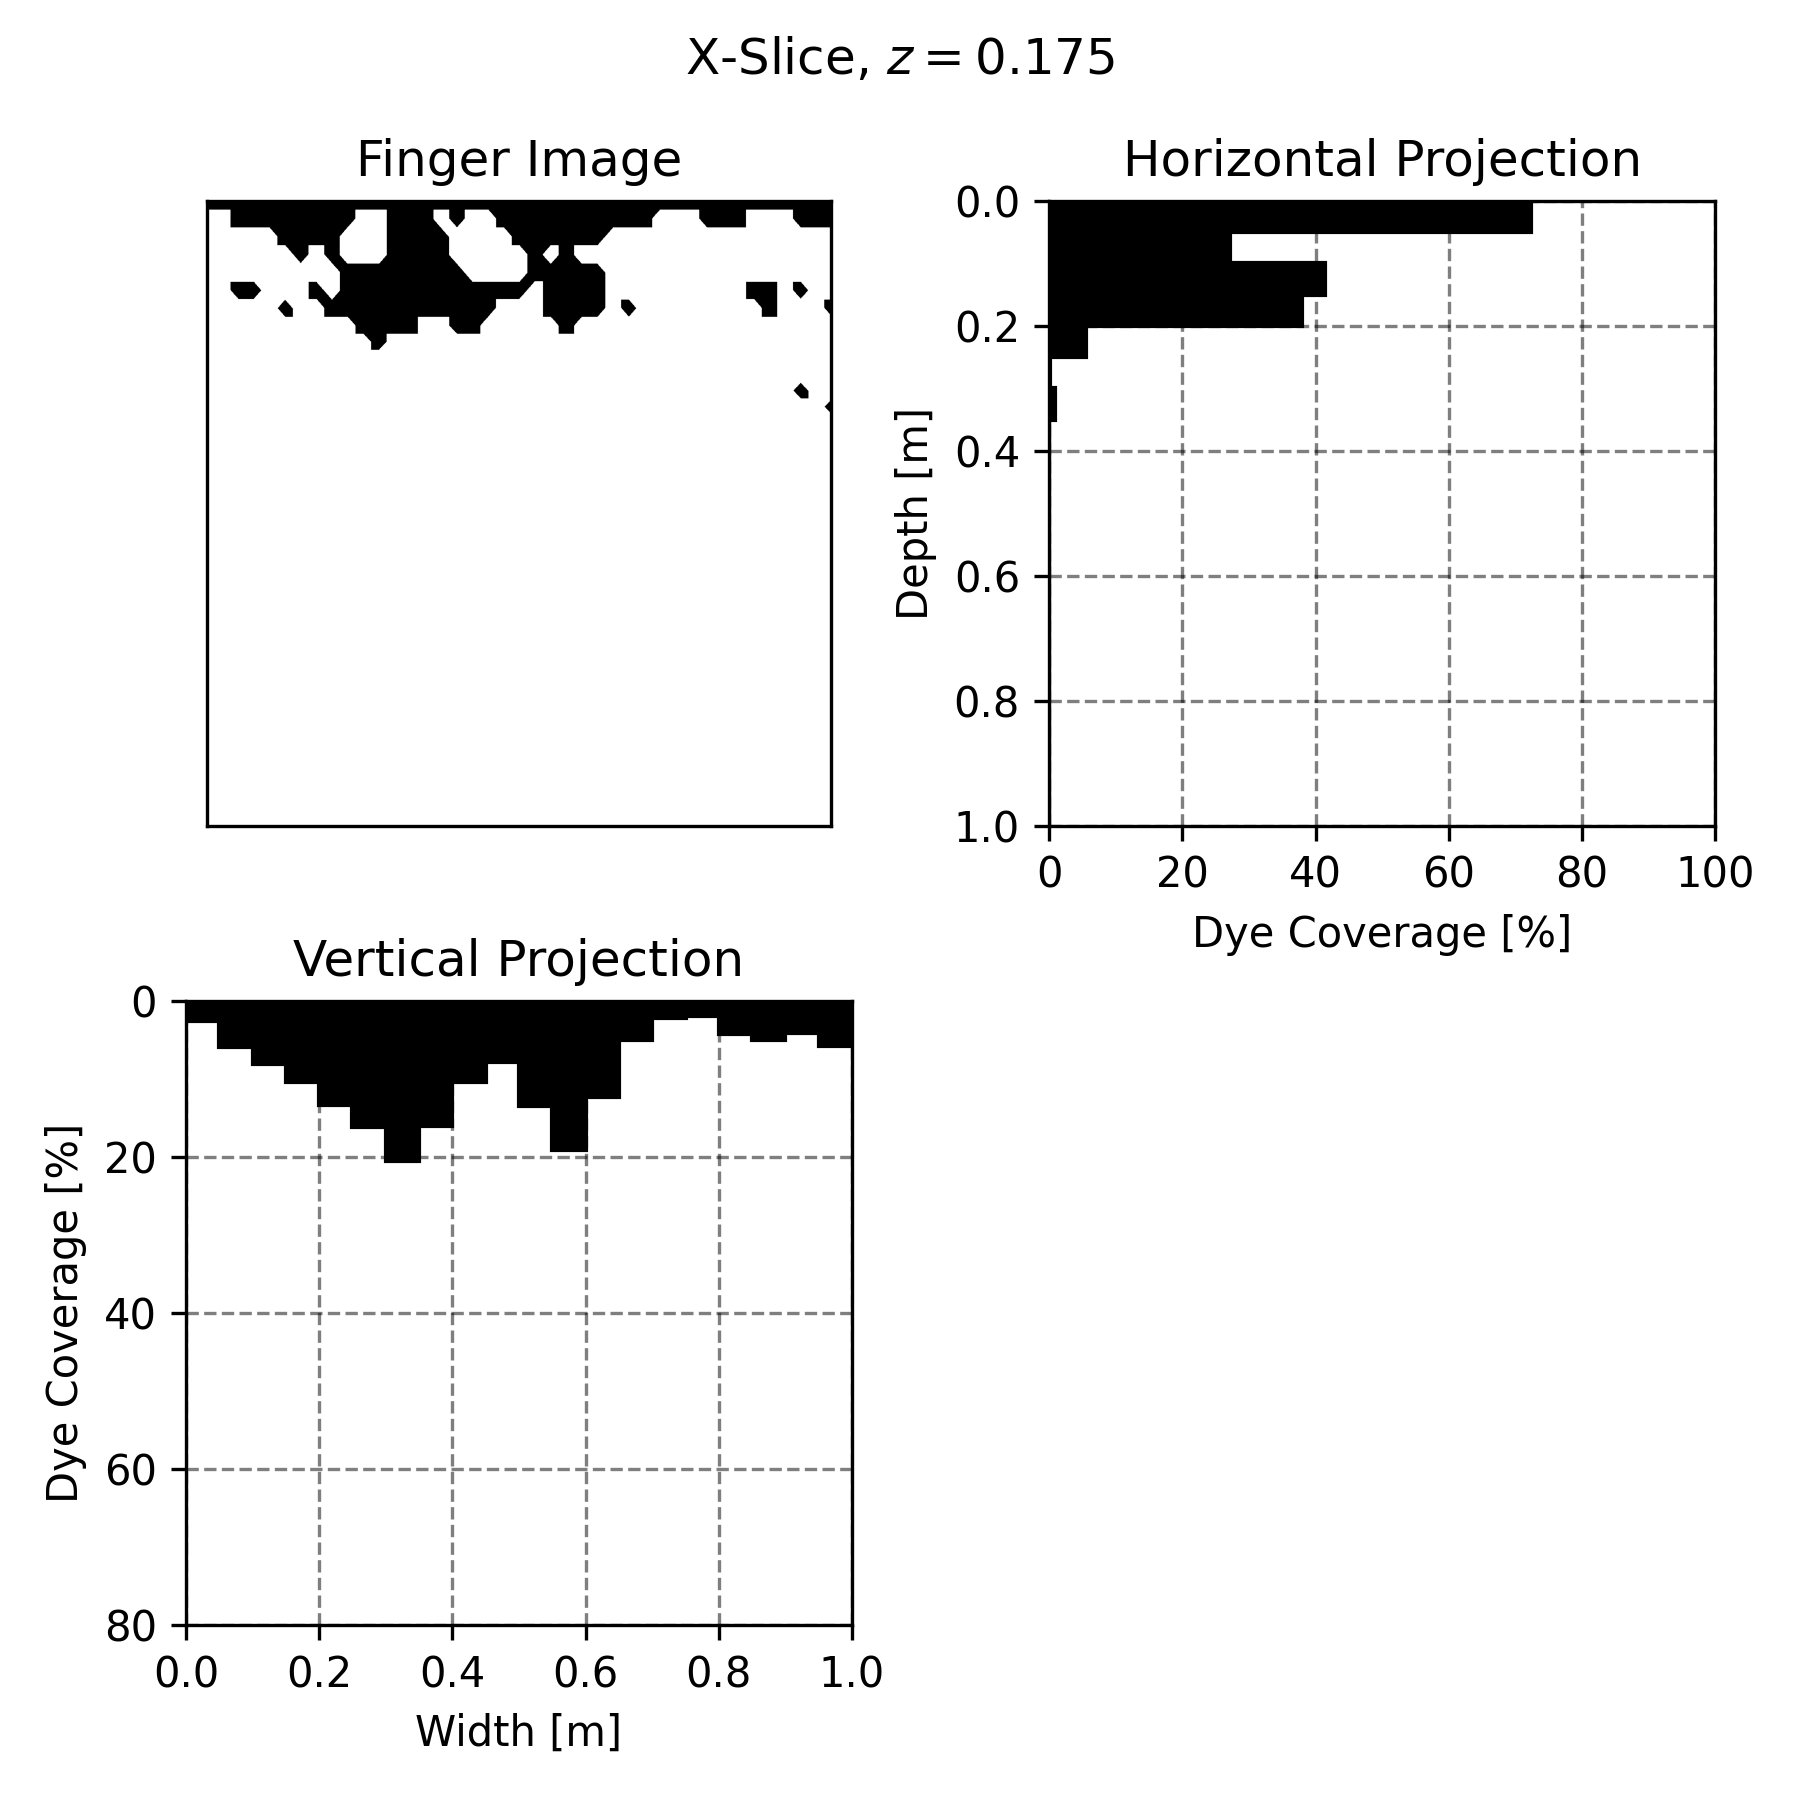 X-Slice, z = 0.175
Finger Image
Horizontal Projection
0.0
0.2
0.4
0.6
0.8
1.0
Depth [m]
0 20 40 60 80 100
Dye Coverage [%]
Vertical Projection
0
20
40
60
80
Dye Coverage [%]
0.0 0.2 0.4 0.6 0.8 1.0
Width [m]